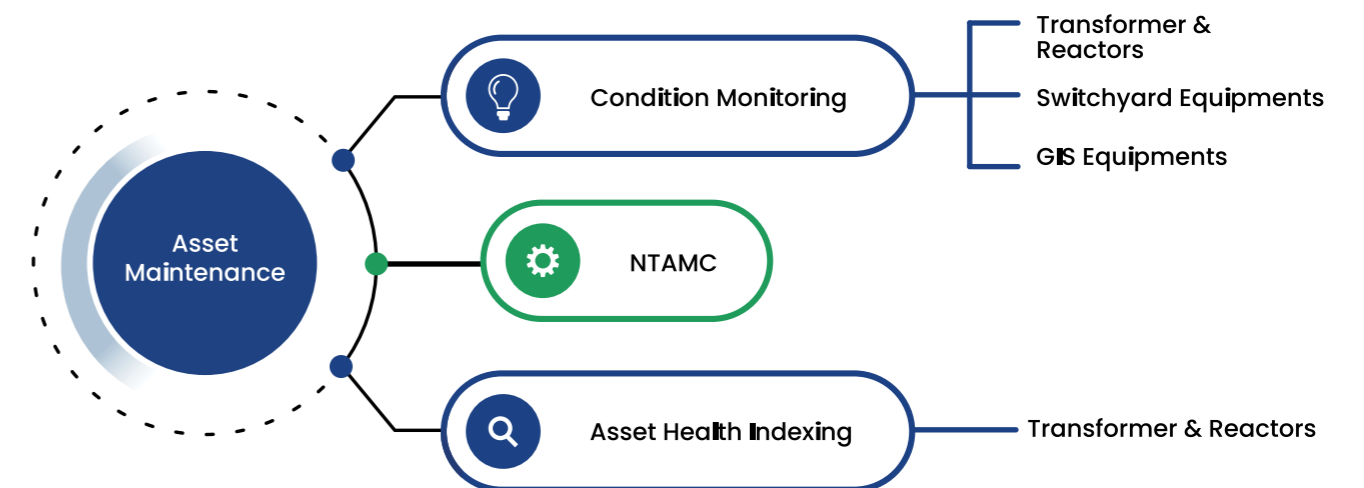 Transformer &
Reactors
Condition Monitoring
Switchyard Equipments
GIS Equipments
Asset
Maintenance
NTAMC
Asset Health Indexing
Transformer & Reactors